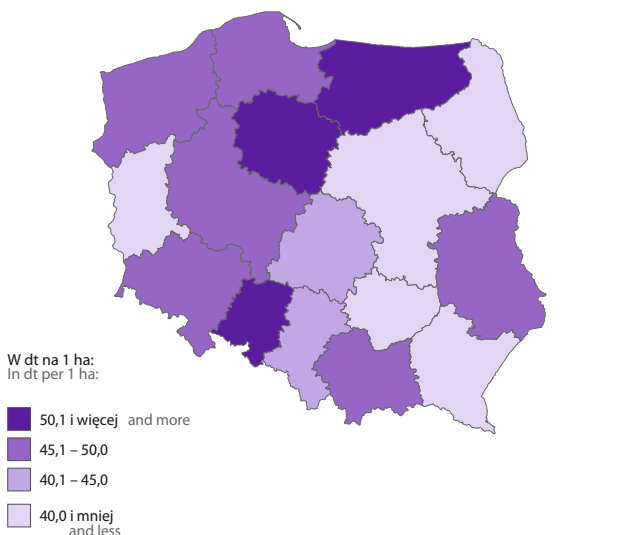 W dt na 1 ha:
In dt per 1 ha:
50,1 i więcej and more
45,1 – 50,0
40,1 – 45,0
40,0 i mniej
and less